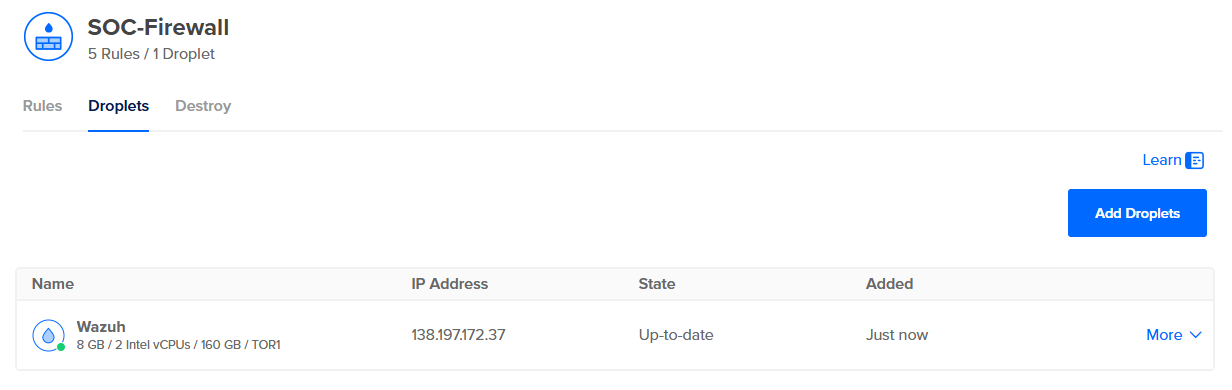 SOC-Firewall
5 Rules / 1 Droplet
Rules Droplets Destroy
Learn
Add Droplets
Name IP Address State Added
Wazuh
8 GB / 2 Intel vCPUs / 160 GB / TOR1
138.197.172.37 Up-to-date Just now More